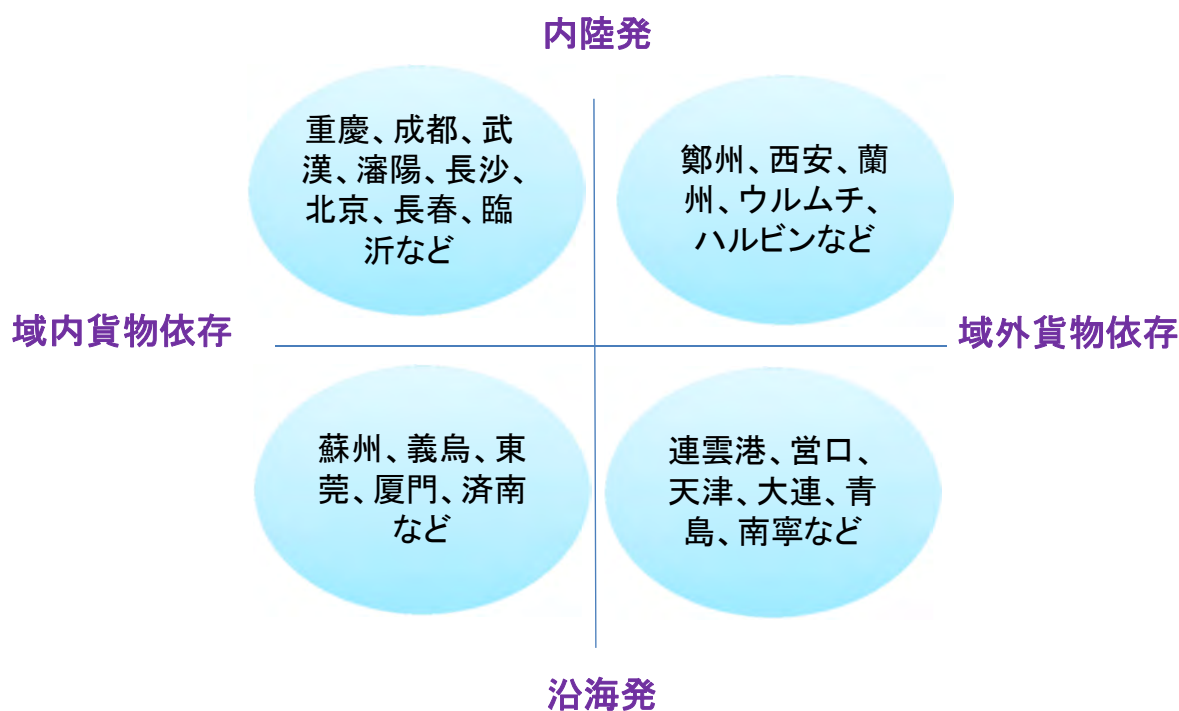 内陸発
重慶、成都、武
漢、瀋陽、長沙、
北京、長春、臨
沂など
鄭州、西安、蘭
州、ウルムチ、
ハルビンなど
域内貨物依存
域外貨物依存
蘇州、義烏、東
莞、厦門、済南
など
連雲港、営口、
天津、大連、青
島、南寧など
沿海発